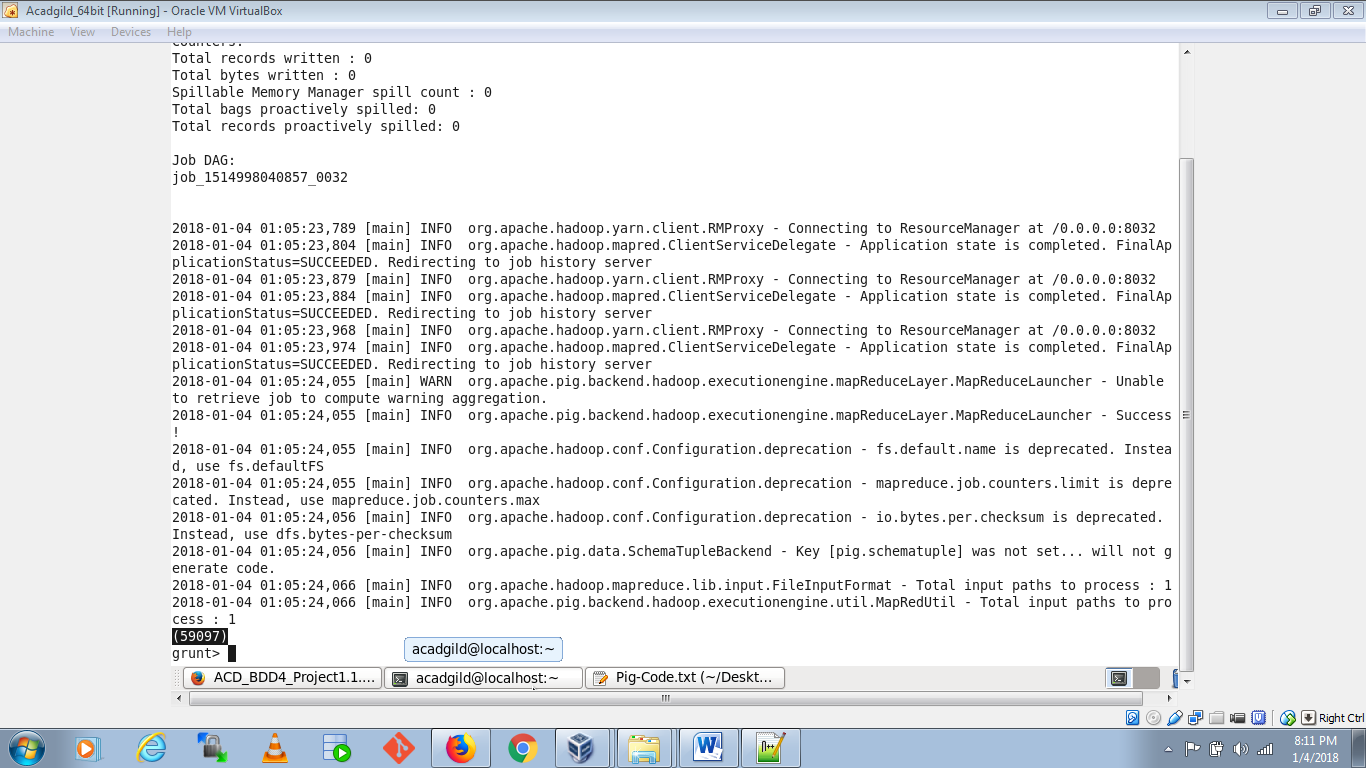 Acadgild_64bit [Running] - Oracle VM VirtualBox
Machine View Devices Help
Counters:
Total records written : 0
Total bytes written : 0
Spillable Memory Manager spill count : 0
Total bags proactively spilled: 0
Total records proactively spilled: 0
Job DAG:
job_1514998040857_0032
2018-01-04 01:05:23,789 [main] INFO  org.apache.hadoop.yarn.client.RMProxy - Connecting to ResourceManager at /0.0.0.0:8032
2018-01-04 01:05:23,804 [main] INFO  org.apache.hadoop.mapred.ClientServiceDelegate - Application state is completed. FinalAp
plicationStatus=SUCCEEDED. Redirecting to job history server
2018-01-04 01:05:23,879 [main] INFO  org.apache.hadoop.yarn.client.RMProxy - Connecting to ResourceManager at /0.0.0.0:8032
2018-01-04 01:05:23,884 [main] INFO  org.apache.hadoop.mapred.ClientServiceDelegate - Application state is completed. FinalAp
plicationStatus=SUCCEEDED. Redirecting to job history server
2018-01-04 01:05:23,968 [main] INFO  org.apache.hadoop.yarn.client.RMProxy - Connecting to ResourceManager at /0.0.0.0:8032
2018-01-04 01:05:23,974 [main] INFO  org.apache.hadoop.mapred.ClientServiceDelegate - Application state is completed. FinalAp
plicationStatus=SUCCEEDED. Redirecting to job history server
2018-01-04 01:05:24,055 [main] WARN  org.apache.pig.backend.hadoop.executionengine.mapReduceLayer.MapReduceLauncher - Unable
to retrieve job to compute warning aggregation.
2018-01-04 01:05:24,055 [main] INFO  org.apache.pig.backend.hadoop.executionengine.mapReduceLayer.MapReduceLauncher - Success
!
2018-01-04 01:05:24,055 [main] INFO  org.apache.hadoop.conf.Configuration.deprecation - fs.default.name is deprecated. Instea
d, use fs.defaultFS
2018-01-04 01:05:24,055 [main] INFO  org.apache.hadoop.conf.Configuration.deprecation - mapreduce.job.counters.limit is depre
cated. Instead, use mapreduce.job.counters.max
2018-01-04 01:05:24,056 [main] INFO  org.apache.hadoop.conf.Configuration.deprecation - io.bytes.per.checksum is deprecated.
Instead, use dfs.bytes-per-checksum
2018-01-04 01:05:24,056 [main] INFO  org.apache.pig.data.SchemaTupleBackend - Key [pig.schematuple] was not set... will not g
enerate code.
2018-01-04 01:05:24,066 [main] INFO  org.apache.hadoop.mapreduce.lib.input.FileInputFormat - Total input paths to process : 1
2018-01-04 01:05:24,066 [main] INFO  org.apache.pig.backend.hadoop.executionengine.util.MapRedUtil - Total input paths to pro
cess : 1
(59097)
grunt>
acadgild@localhost:~
ACD_BDD4_Project1.1.... acadgild@localhost:~ Pig-Code.txt (~/Deskt...
Right Ctrl
8:11 PM
1/4/2018